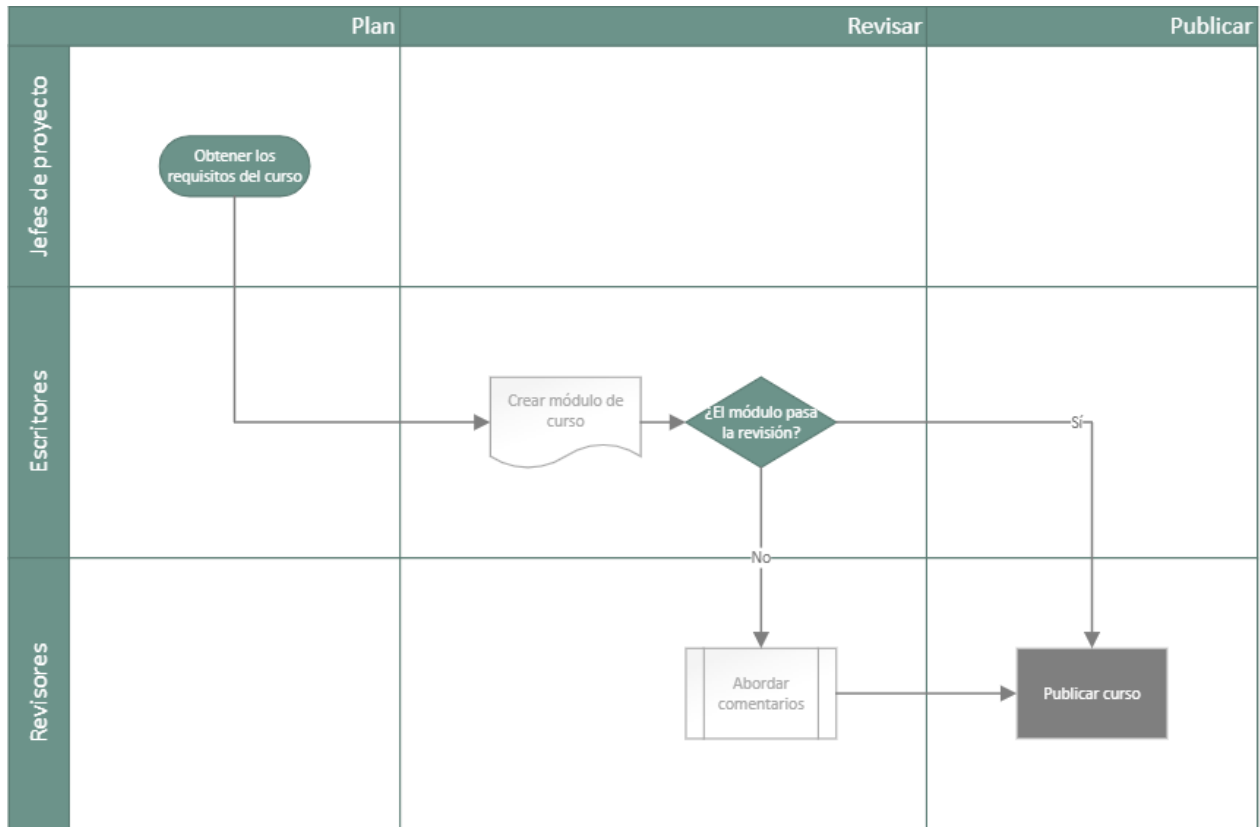 Plan
Revisar
Publicar
Jefes de proyecto
Obtener los
requisitos del curso
Escritores
Crear módulo de
curso
¿El módulo pasa
la revisión?
Sí
No
Revisores
Abordar
comentarios
Publicar curso